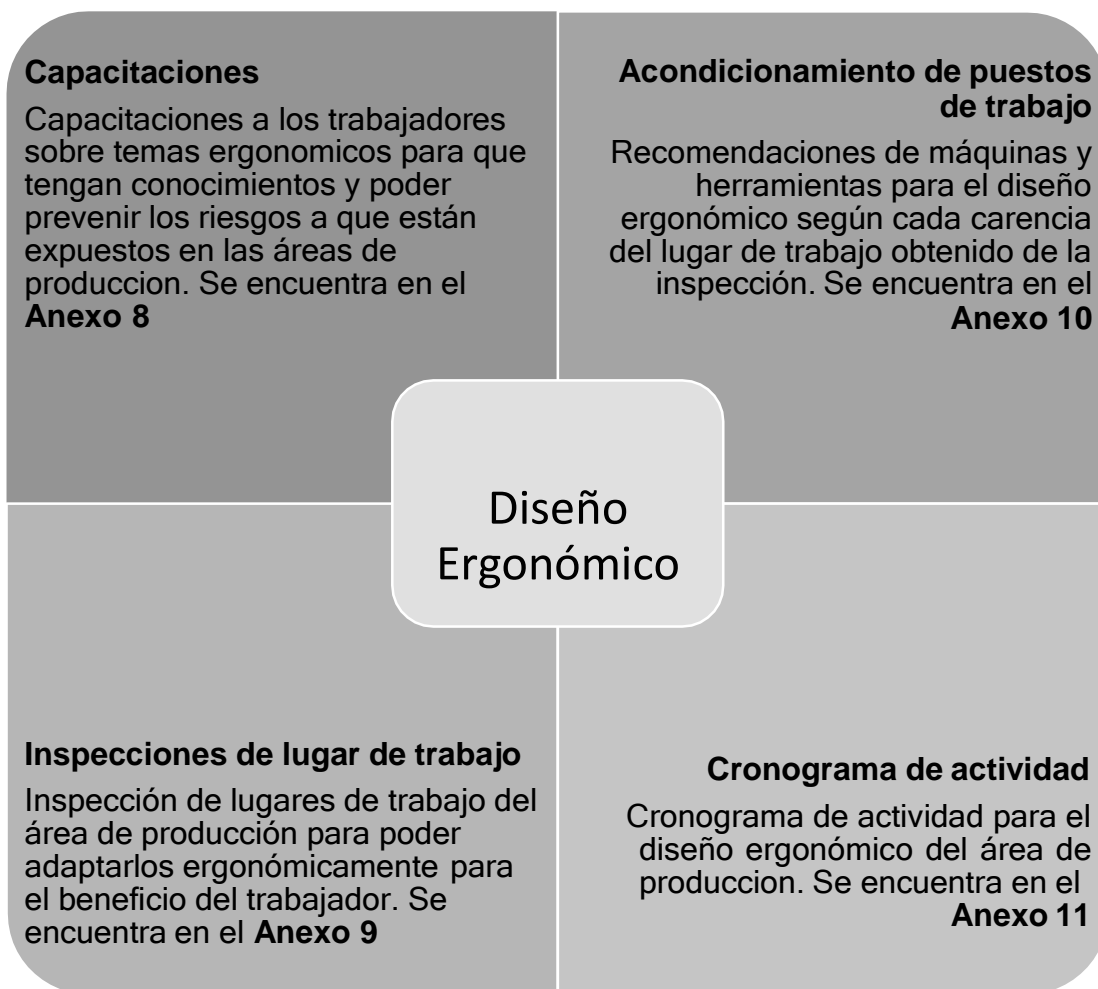 Capacitaciones
Capacitaciones a los trabajadores
sobre temas ergonomicos para que
tengan conocimientos y poder
prevenir los riesgos a que están
expuestos en las áreas de
produccion. Se encuentra en el
Anexo 8
Acondicionamiento de puestos
de trabajo
Recomendaciones de máquinas y
herramientas para el diseño
ergonómico según cada carencia
del lugar de trabajo obtenido de la
inspección. Se encuentra en el
Anexo 10
Diseño
Ergonómico
Inspecciones de lugar de trabajo
Inspección de lugares de trabajo del
área de producción para poder
adaptarlos ergonómicamente para
el beneficio del trabajador. Se
encuentra en el Anexo 9
Cronograma de actividad
Cronograma de actividad para el
diseño ergonómico del área de
produccion. Se encuentra en el
Anexo 11